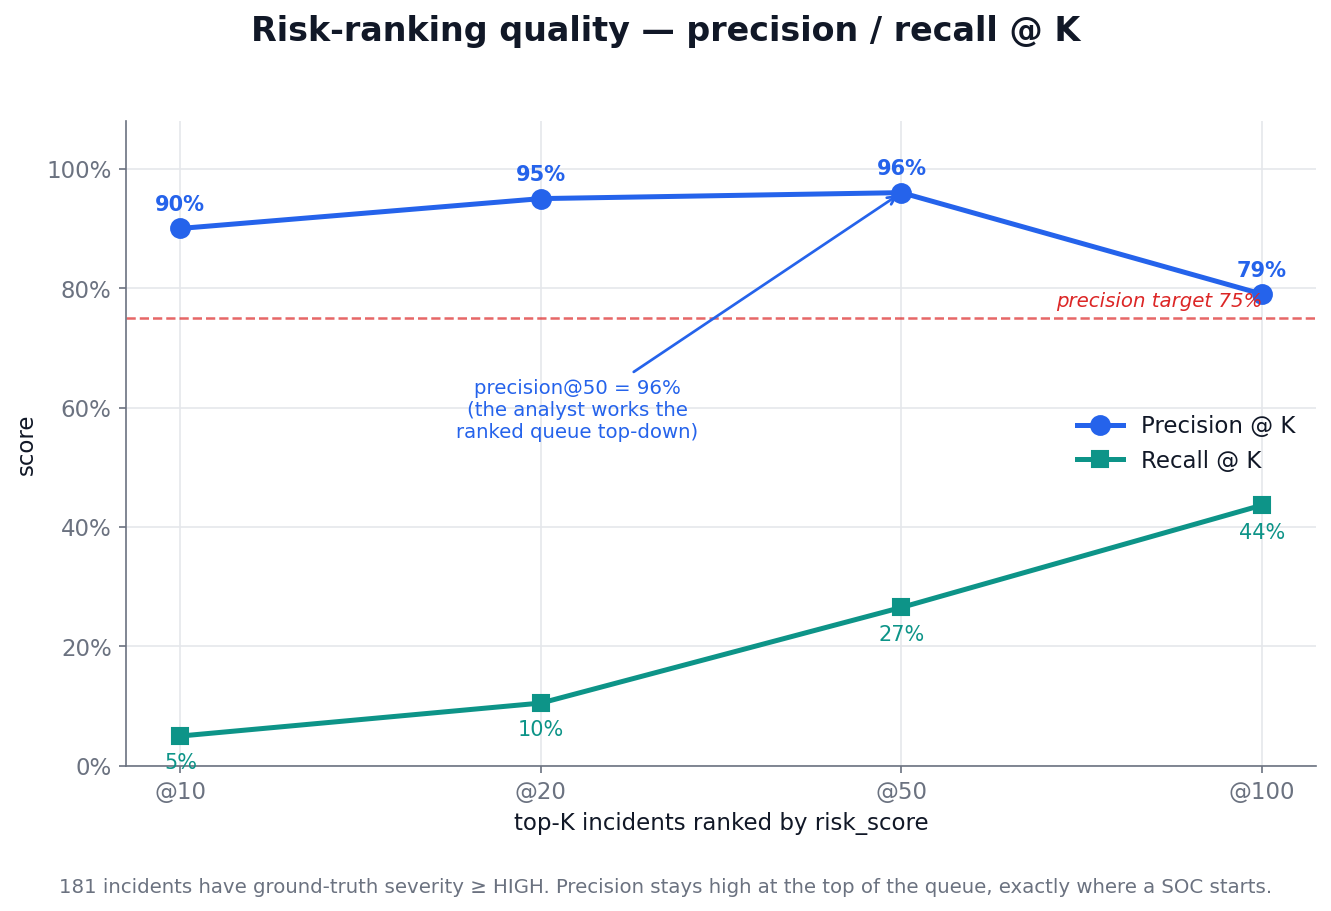 Risk-ranking quality — precision / recall @ K
100%
80%
60%
40%
20%
0%
score
90%
95%
96%
79%
precision target 75%
precision@50 = 96%
(the analyst works the
ranked queue top-down)
Precision @ K
Recall @ K
5%
10%
27%
44%
@10
@20
@50
@100
top-K incidents ranked by risk_score
181 incidents have ground-truth severity ≥ HIGH. Precision stays high at the top of the queue, exactly where a SOC starts.